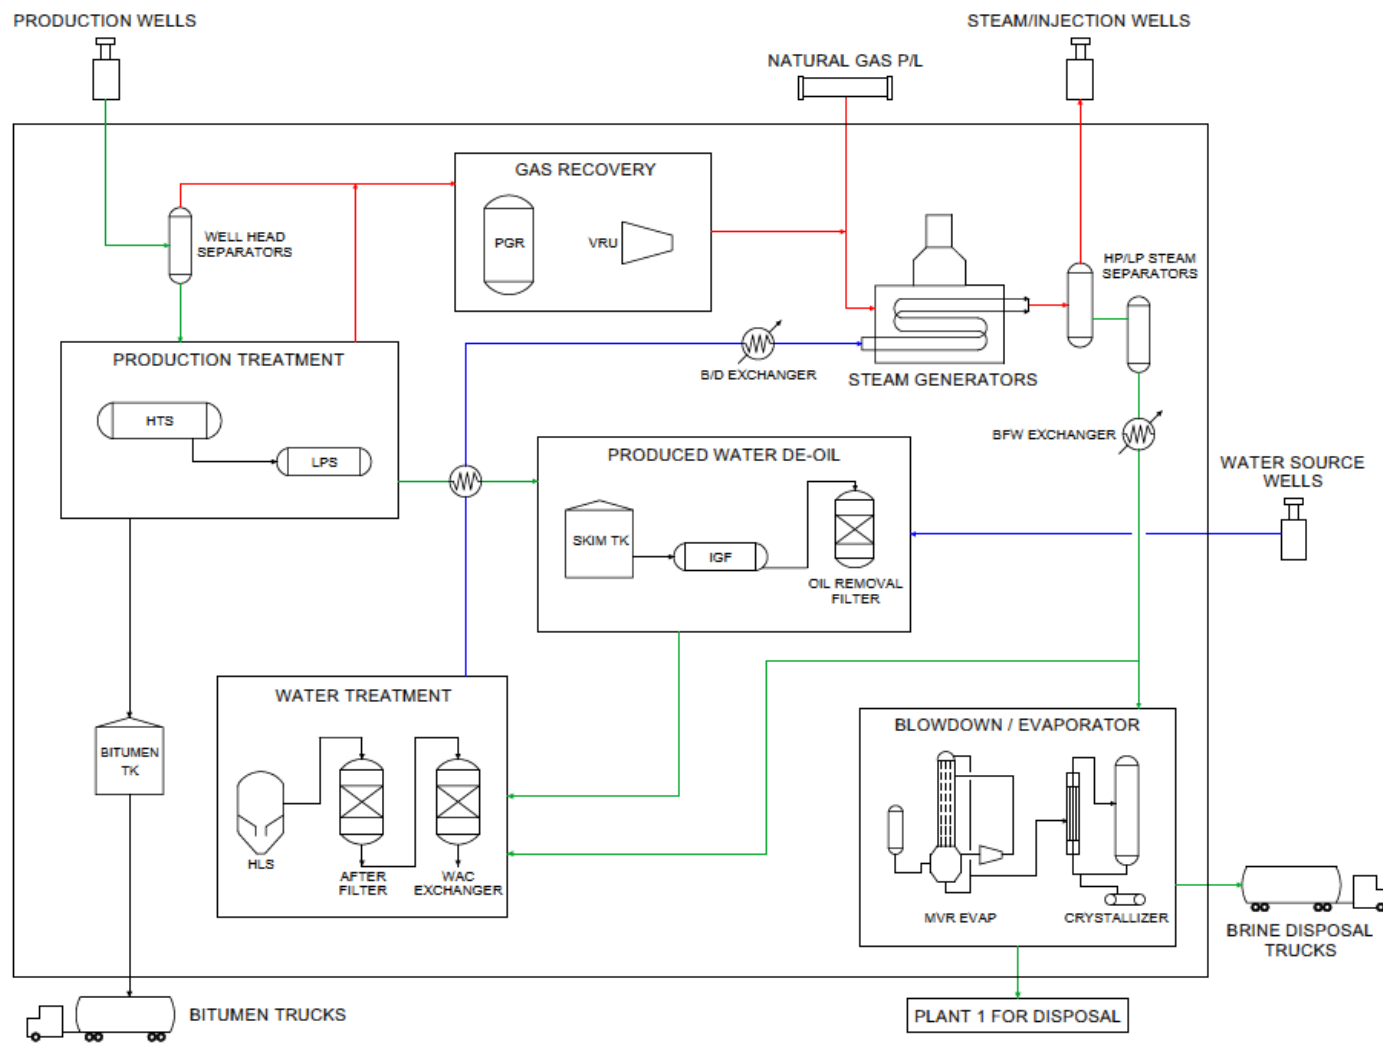 PRODUCTION WELLS
STEAM/INJECTION WELLS
NATURAL GAS P/L
GAS RECOVERY
PGR
VRU
WELL HEAD
SEPARATORS
HP/LP STEAM
SEPARATORS
PRODUCTION TREATMENT
HTS
LPS
B/D EXCHANGER
STEAM GENERATORS
BFW EXCHANGER
WATER SOURCE
WELLS
PRODUCED WATER DE-OIL
SKIM TK
IGF
OIL REMOVAL
FILTER
WATER TREATMENT
HLS
AFTER
FILTER
WAC
EXCHANGER
BITUMEN
TK
BLOWDOWN / EVAPORATOR
MVR EVAP
CRYSTALLIZER
BRINE DISPOSAL
TRUCKS
BITUMEN TRUCKS
PLANT 1 FOR DISPOSAL